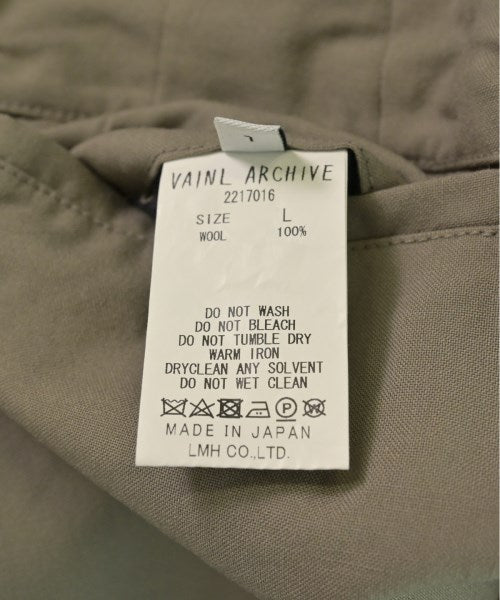 VAINL ARCHIVE
2217016
SIZE L
WOOL 100%
DO NOT WASH
DO NOT BLEACH
DO NOT TUMBLE DRY
WARM IRON
DRYCLEAN ANY SOLVENT
DO NOT WET CLEAN
P W
MADE IN JAPAN
LMH CO.,LTD.